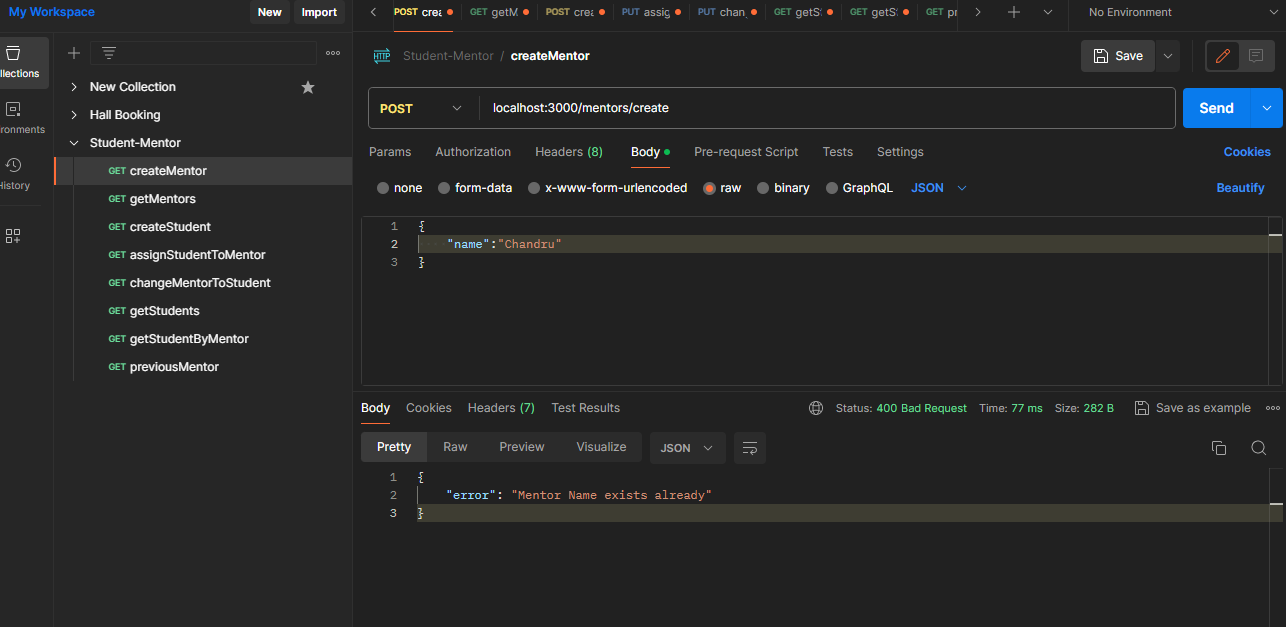 My Workspace New Import
POST crea GET getM POST crea PUT assig PUT chan GET getS GET getS GET pr No Environment
llections
ronments
History
New Collection
Hall Booking
Student-Mentor
GET createMentor
GET getMentors
GET createStudent
GET assignStudentToMentor
GET changeMentorToStudent
GET getStudents
GET getStudentByMentor
GET previousMentor
HTTP Student-Mentor / createMentor Save
POST localhost:3000/mentors/create Send
Params Authorization Headers (8) Body Pre-request Script Tests Settings Cookies
none form-data x-www-form-urlencoded raw binary GraphQL JSON Beautify
1 {
2 "name":"Chandru"
3 }
Body Cookies Headers (7) Test Results Status: 400 Bad Request Time: 77 ms Size: 282 B Save as example
Pretty Raw Preview Visualize JSON
1 {
2 "error": "Mentor Name exists already"
3 }